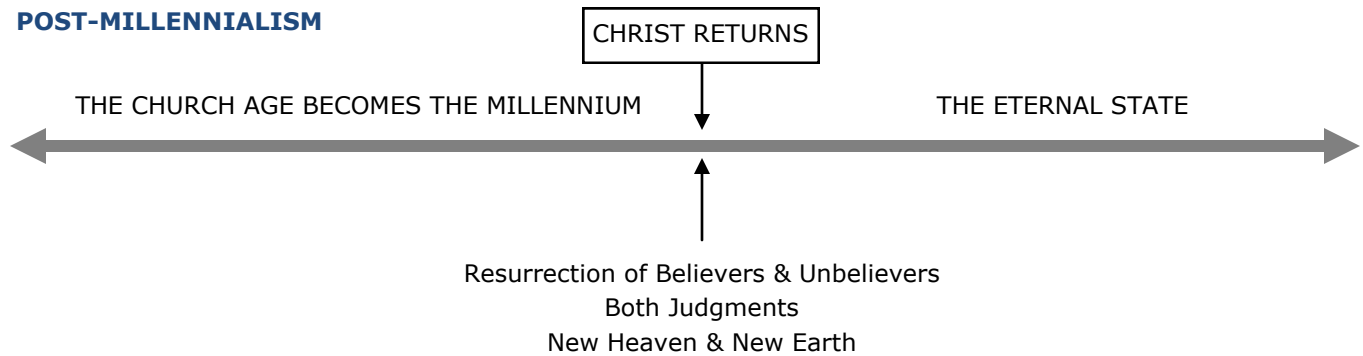 POST-MILLENNIALISM
CHRIST RETURNS
THE CHURCH AGE BECOMES THE MILLENNIUM
THE ETERNAL STATE
Resurrection of Believers & Unbelievers
Both Judgments
New Heaven & New Earth